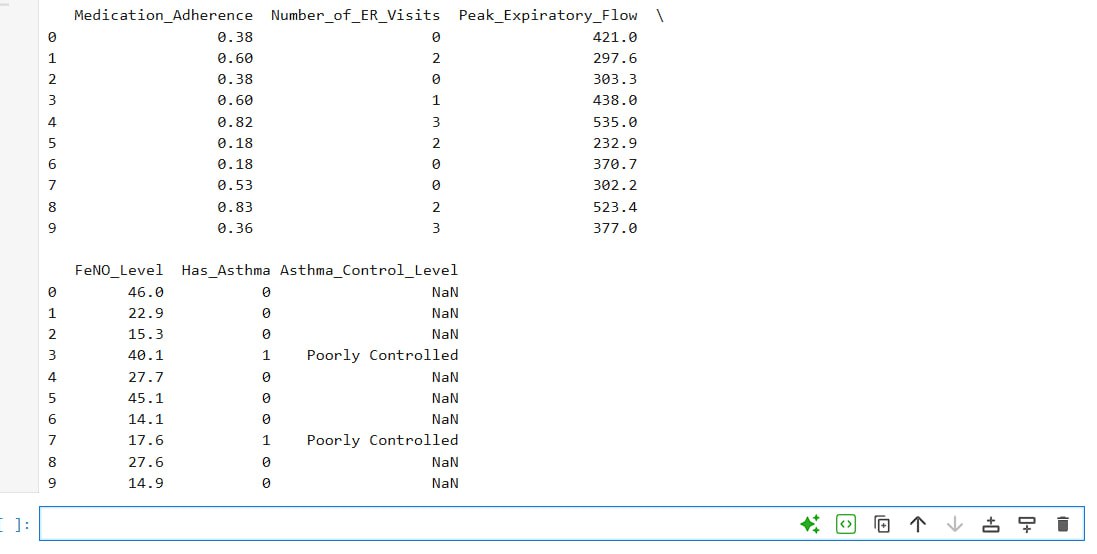 Medication_Adherence  Number_of_ER_Visits  Peak_Expiratory_Flow  \
0                  0.38                    0                 421.0
1                  0.60                    2                 297.6
2                  0.38                    0                 303.3
3                  0.60                    1                 438.0
4                  0.82                    3                 535.0
5                  0.18                    2                 232.9
6                  0.18                    0                 370.7
7                  0.53                    0                 302.2
8                  0.83                    2                 523.4
9                  0.36                    3                 377.0
   FeNO_Level  Has_Asthma Asthma_Control_Level
0        46.0           0                  NaN
1        22.9           0                  NaN
2        15.3           0                  NaN
3        40.1           1    Poorly Controlled
4        27.7           0                  NaN
5        45.1           0                  NaN
6        14.1           0                  NaN
7        17.6           1    Poorly Controlled
8        27.6           0                  NaN
9        14.9           0                  NaN
[ ]: